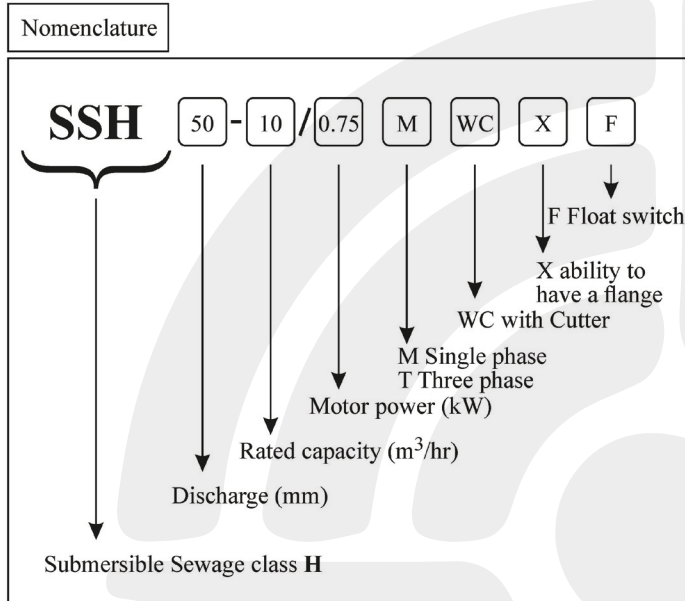 Nomenclature
SSH 50 - 10 / 0.75 M WC X F
F Float switch
X ability to
have a flange
WC with Cutter
M Single phase
T Three phase
Motor power (kW)
Rated capacity (m³/hr)
Discharge (mm)
Submersible Sewage class H